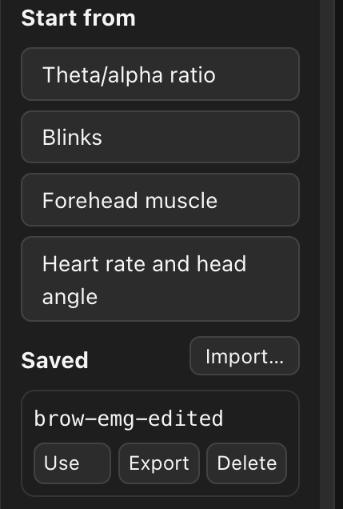 Start from
Theta/alpha ratio
Blinks
Forehead muscle
Heart rate and head
angle
Saved
Import...
brow-emg-edited
Use
Export
Delete